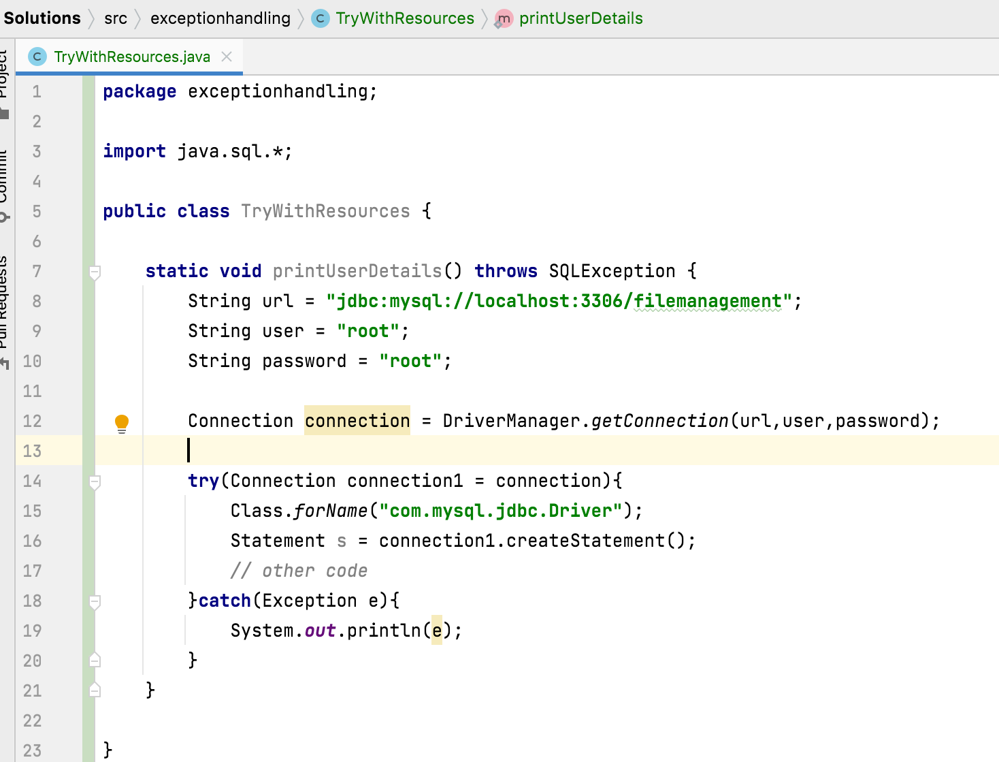 Solutions src exceptionhandling C TryWithResources m printUserDetails
C TryWithResources.java
Project
Commit
Pull Requests
1 package exceptionhandling;
2
3 import java.sql.*;
4
5 public class TryWithResources {
6
7 static void printUserDetails() throws SQLException {
8 String url = "jdbc:mysql://localhost:3306/filemanagement";
9 String user = "root";
10 String password = "root";
11
12 Connection connection = DriverManager.getConnection(url,user,password);
13
14 try(Connection connection1 = connection){
15 Class.forName("com.mysql.jdbc.Driver");
16 Statement s = connection1.createStatement();
17 // other code
18 }catch(Exception e){
19 System.out.println(e);
20 }
21 }
22
23 }